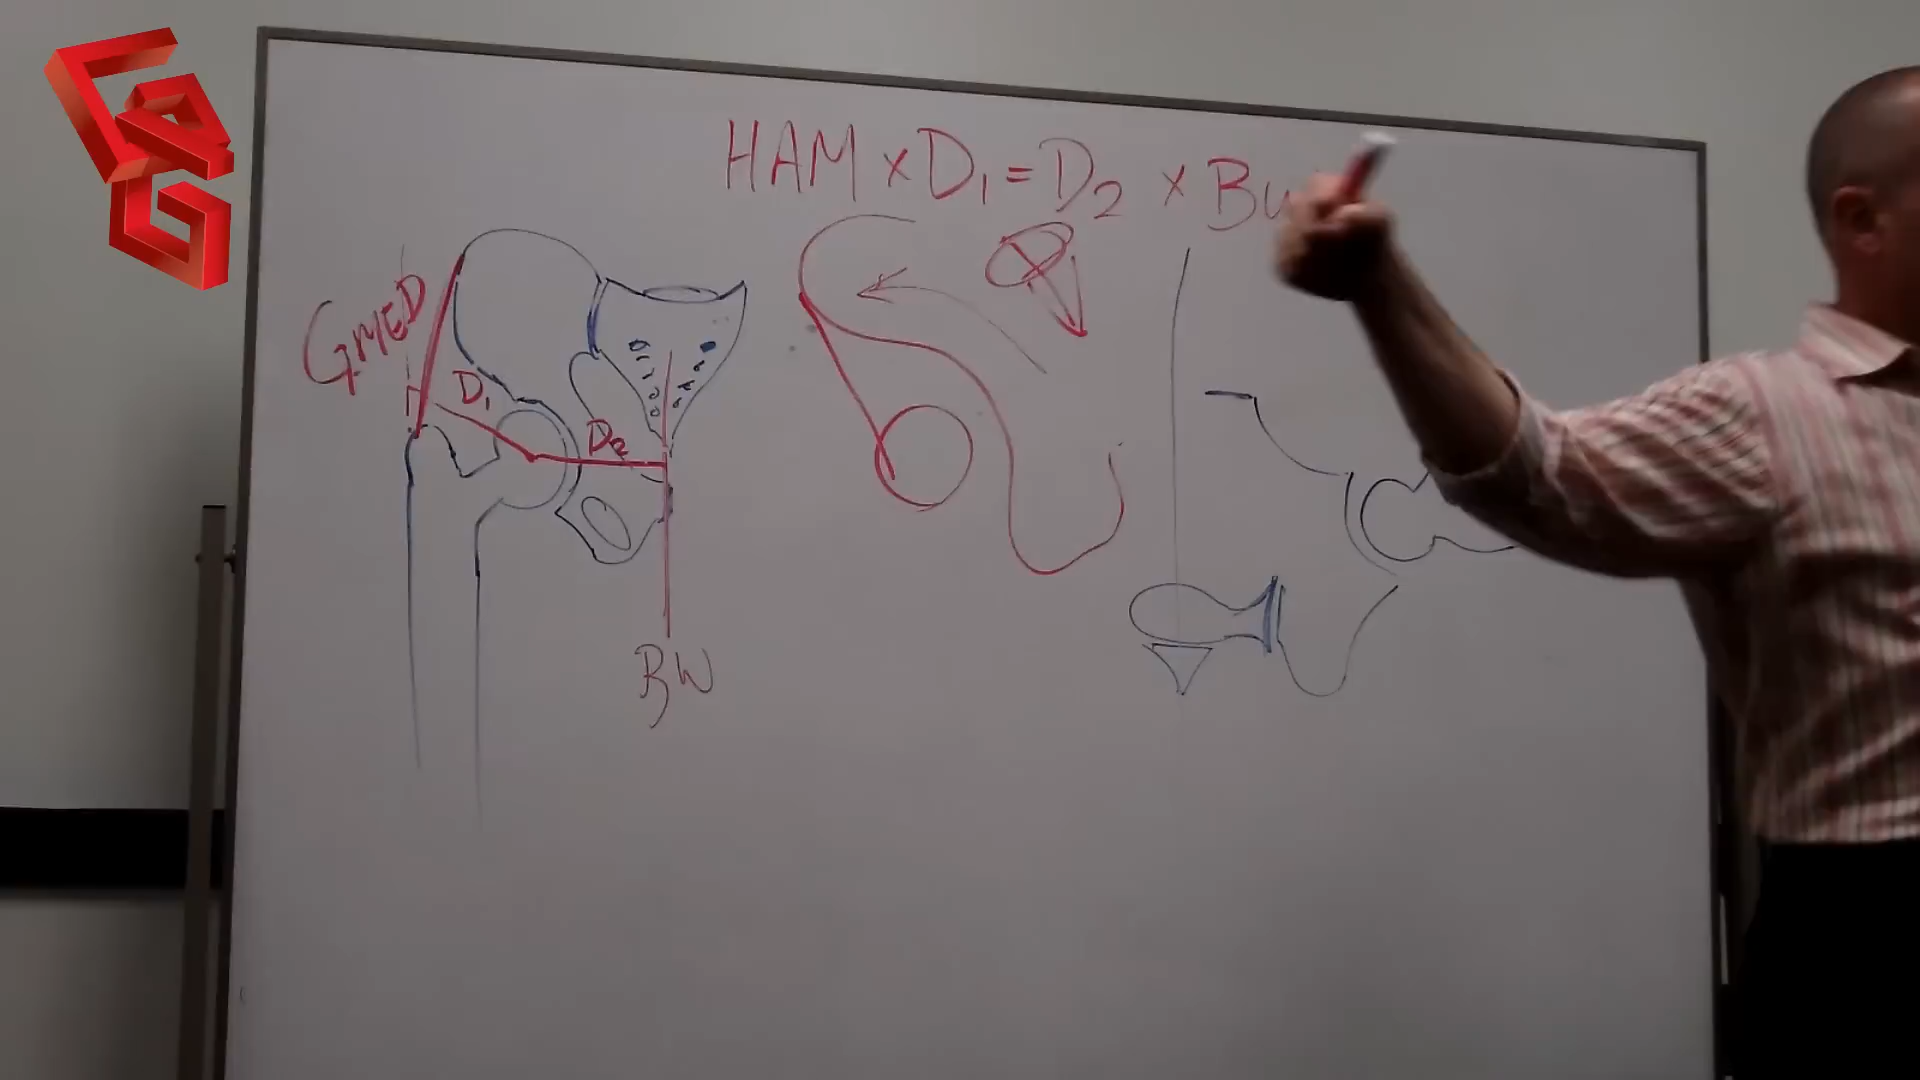 HAM x D1 = D2 x B
GMED
D1
D2
BW